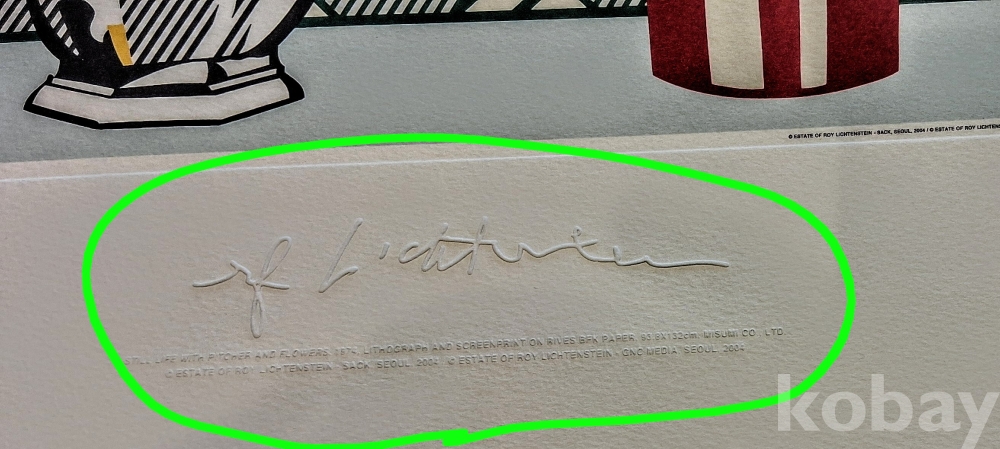 © ESTATE OF ROY LICHTENSTEIN - SACK, SEOUL, 2004 / © ESTATE OF ROY LICHTENSTEIN
rf Lichtenstein
STILL LIFE WITH PITCHER AND FLOWERS, 1974, LITHOGRAPH AND SCREENPRINT ON RIVES BFK PAPER, 93.8X132cm, MISUMI CO., LTD.
© ESTATE OF ROY LICHTENSTEIN - SACK, SEOUL, 2004 © ESTATE OF ROY LICHTENSTEIN - GNC MEDIA, SEOUL, 2004
kobay